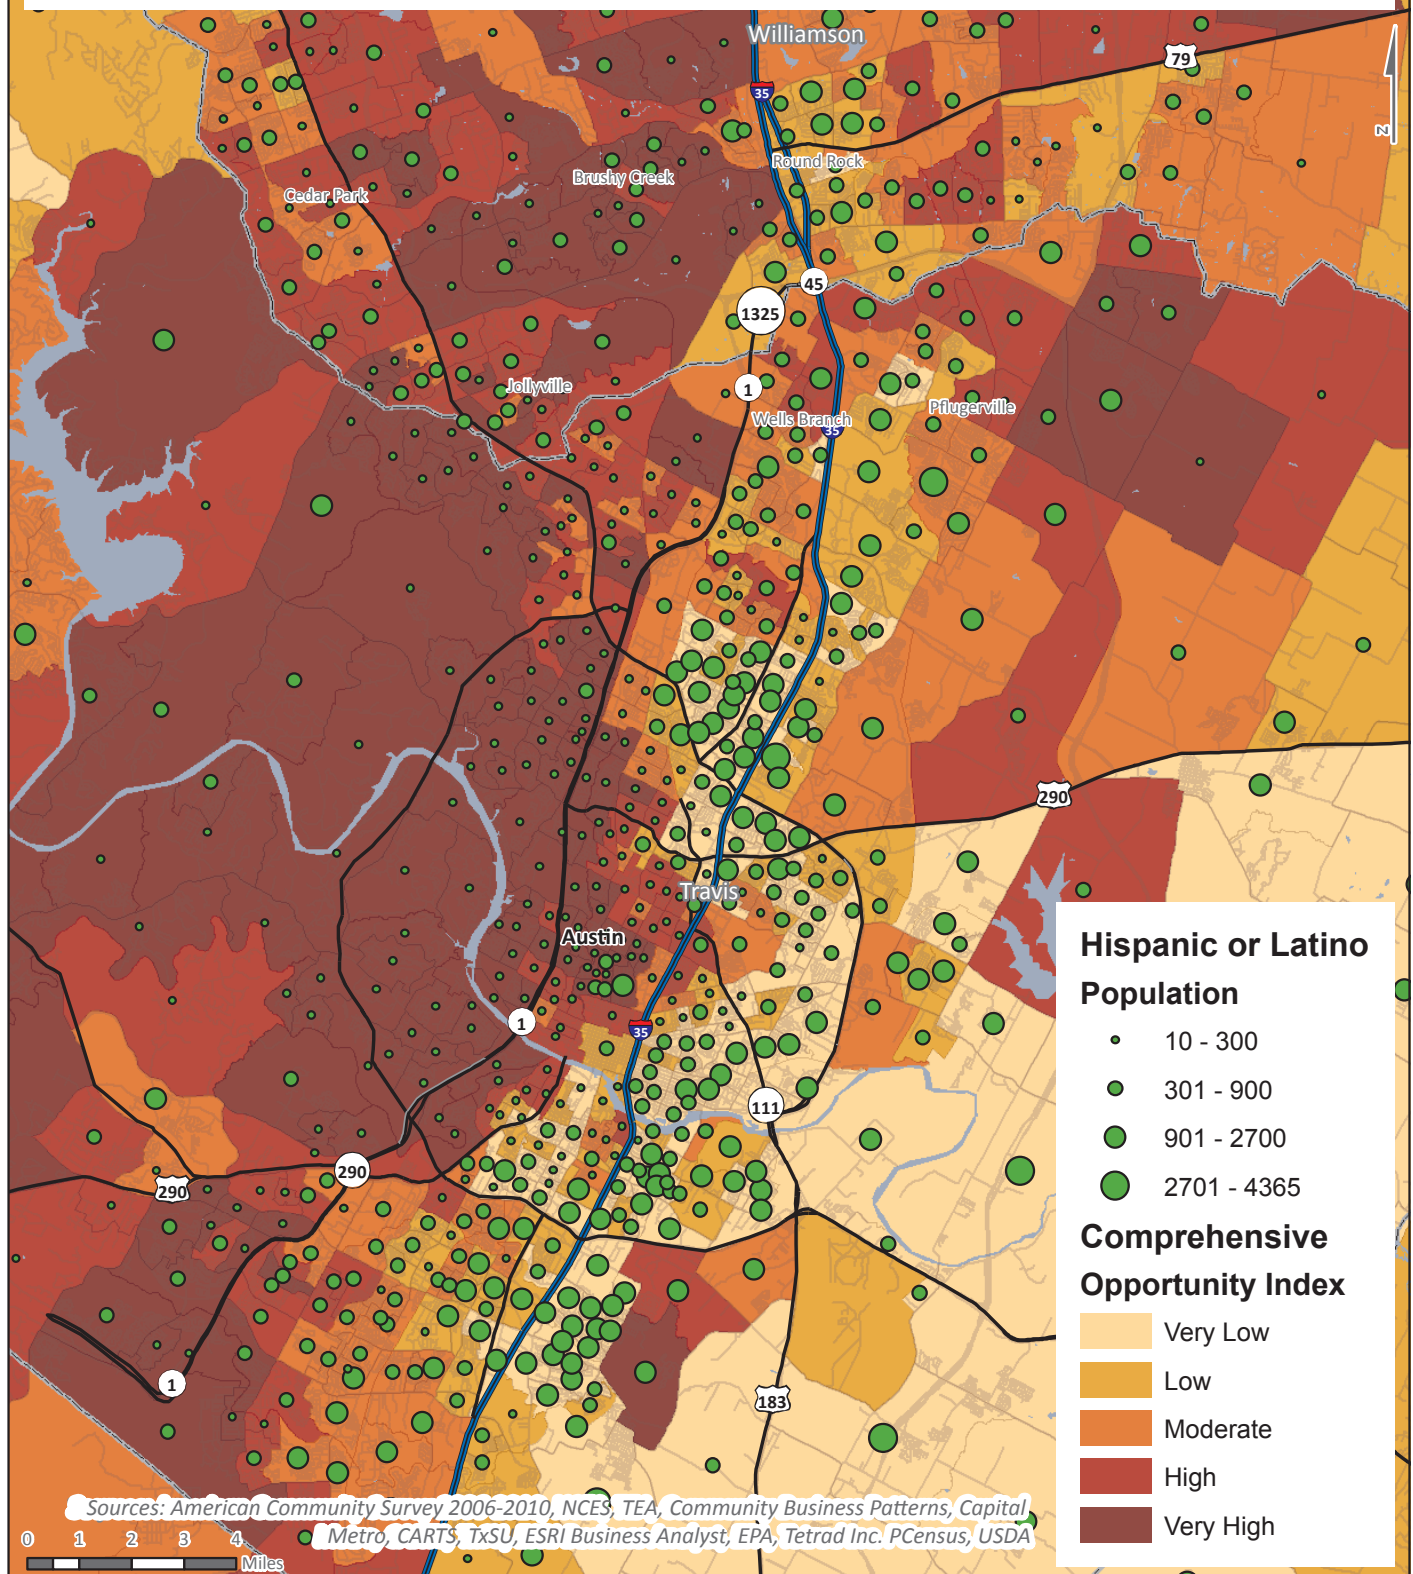 Williamson
79
35
Round Rock
Brushy Creek
Cedar Park
N
45
1325
1
Jollyville
Wells Branch
Pflugerville
35
290
Travis
Austin
1
35
111
290
290
1
183
Hispanic or Latino
Population
10 - 300
301 - 900
901 - 2700
2701 - 4365
Comprehensive
Opportunity Index
Very Low
Low
Moderate
High
Very High
Sources: American Community Survey 2006-2010, NCES, TEA, Community Business Patterns, Capital
Metro, CARTS, TxSU, ESRI Business Analyst, EPA, Tetrad Inc. PCensus, USDA
0 1 2 3 4
Miles